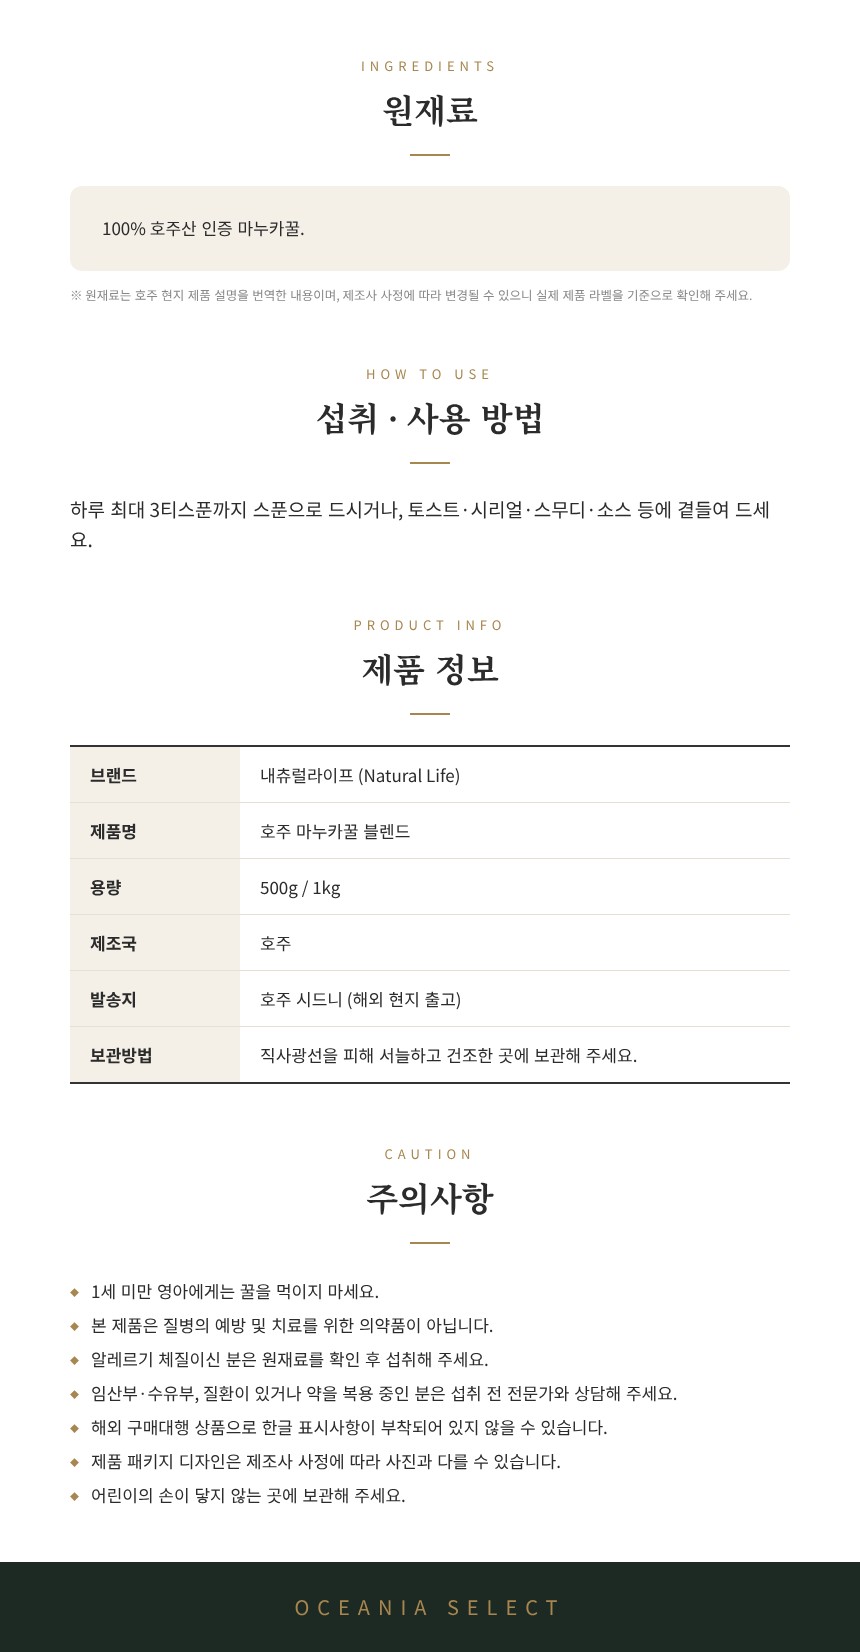 INGREDIENTS
원재료
100% 호주산 인증 마누카꿀.
※ 원재료는 호주 현지 제품 설명을 번역한 내용이며, 제조사 사정에 따라 변경될 수 있으니 실제 제품 라벨을 기준으로 확인해 주세요.
HOW TO USE
섭취 · 사용 방법
하루 최대 3티스푼까지 스푼으로 드시거나, 토스트·시리얼·스무디·소스 등에 곁들여 드세
요.
PRODUCT INFO
제품 정보
브랜드 내츄럴라이프 (Natural Life)
제품명 호주 마누카꿀 블렌드
용량 500g / 1kg
제조국 호주
발송지 호주 시드니 (해외 현지 출고)
보관방법 직사광선을 피해 서늘하고 건조한 곳에 보관해 주세요.
CAUTION
주의사항
◆ 1세 미만 영아에게는 꿀을 먹이지 마세요.
◆ 본 제품은 질병의 예방 및 치료를 위한 의약품이 아닙니다.
◆ 알레르기 체질이신 분은 원재료를 확인 후 섭취해 주세요.
◆ 임산부·수유부, 질환이 있거나 약을 복용 중인 분은 섭취 전 전문가와 상담해 주세요.
◆ 해외 구매대행 상품으로 한글 표시사항이 부착되어 있지 않을 수 있습니다.
◆ 제품 패키지 디자인은 제조사 사정에 따라 사진과 다를 수 있습니다.
◆ 어린이의 손이 닿지 않는 곳에 보관해 주세요.
OCEANIA SELECT